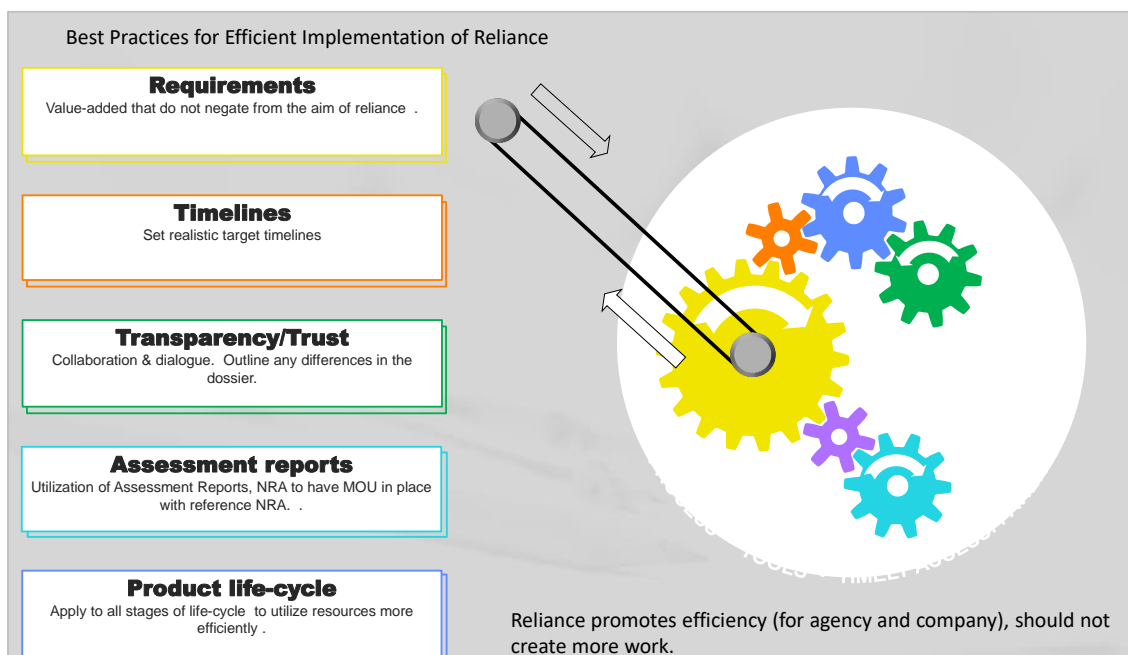 Best Practices for Efficient Implementation of Reliance
Requirements
Value-added that do not negate from the aim of reliance .
Timelines
Set realistic target timelines
Transparency/Trust
Collaboration & dialogue. Outline any differences in the
dossier.
Assessment reports
Utilization of Assessment Reports, NRA to have MOU in place
with reference NRA. .
Product life-cycle
Apply to all stages of life-cycle to utilize resources more
efficiently .
Reliance promotes efficiency (for agency and company), should not
create more work.